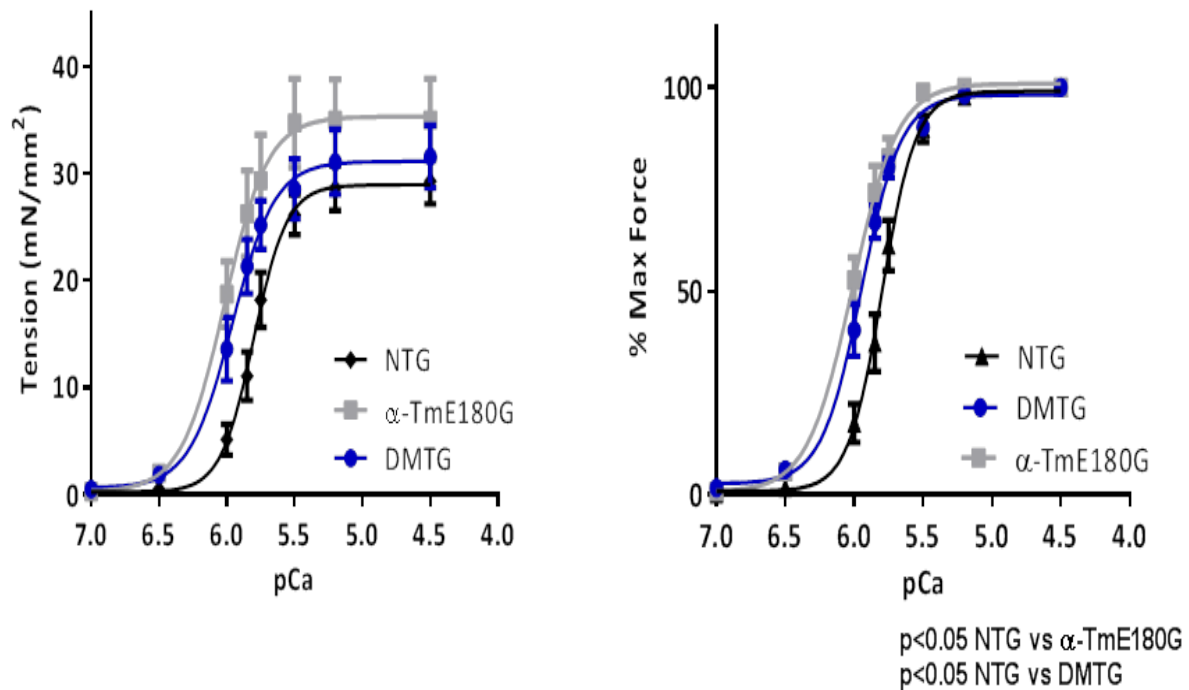 Tension (mN/mm²)
40
30
20
10
0
NTG
α-TmE180G
DMTG
7.0 6.5 6.0 5.5 5.0 4.5 4.0
pCa
% Max Force
100
50
0
NTG
DMTG
α-TmE180G
7.0 6.5 6.0 5.5 5.0 4.5 4.0
pCa
p<0.05 NTG vs α-TmE180G
p<0.05 NTG vs DMTG